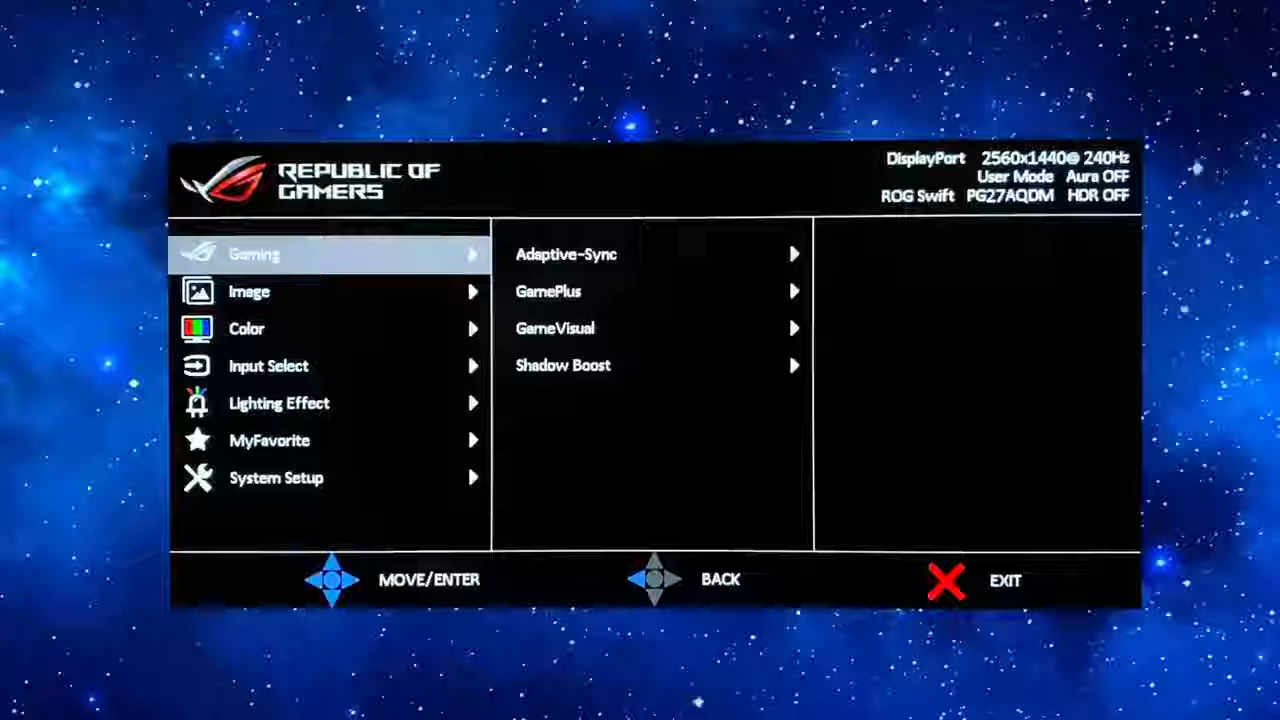 REPUBLIC OF
GAMERS
DisplayPort 2560x1440@ 240Hz
User Mode Aura OFF
ROG Swift PG27AQDM HDR OFF
Gaming
Image
Color
Input Select
Lighting Effect
MyFavorite
System Setup
Adaptive-Sync
GamePlus
GameVisual
Shadow Boost
MOVE/ENTER
BACK
EXIT